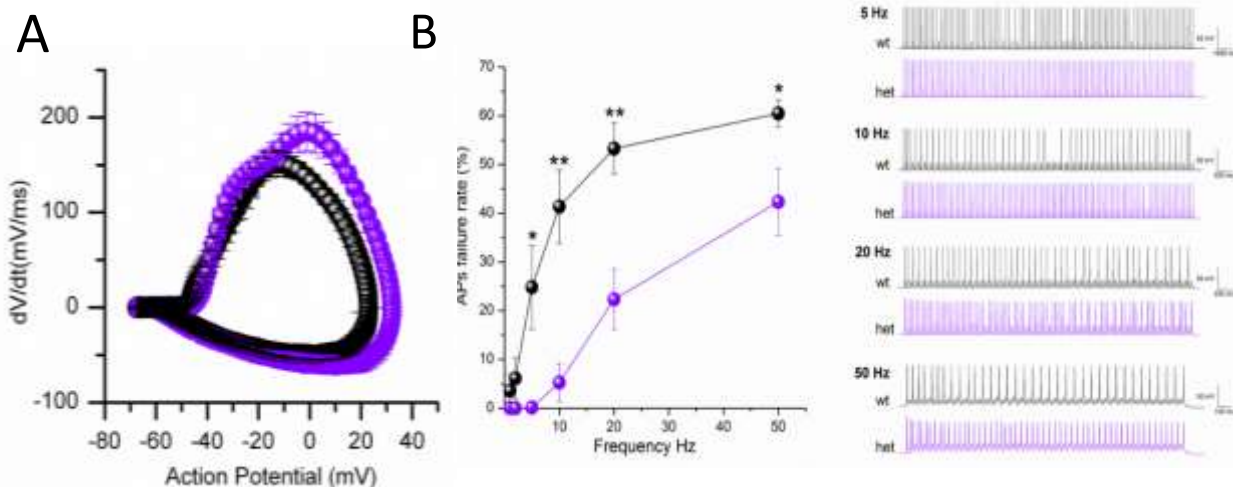 A
200
100
0
-100
-80
-60
-40
-20
0
20
40
dV/dt(mV/ms)
Action Potential (mV)
B
70
60
50
40
30
20
10
0
10
20
30
40
50
APs failure rate (%)
Frequency Hz
*
**
**
*
5 Hz
wt
het
10 Hz
wt
het
20 Hz
wt
het
50 Hz
wt
het